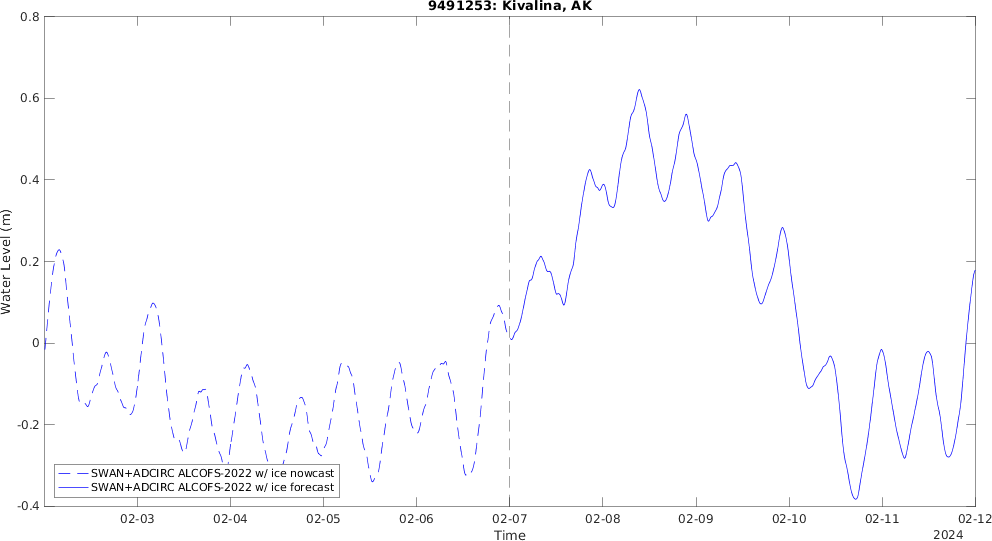 9491253: Kivalina, AK
Water Level (m)
0.8
0.6
0.4
0.2
0
-0.2
-0.4
SWAN+ADCIRC ALCOFS-2022 w/ ice nowcast
SWAN+ADCIRC ALCOFS-2022 w/ ice forecast
02-03 02-04 02-05 02-06 02-07 02-08 02-09 02-10 02-11 02-12
Time
2024